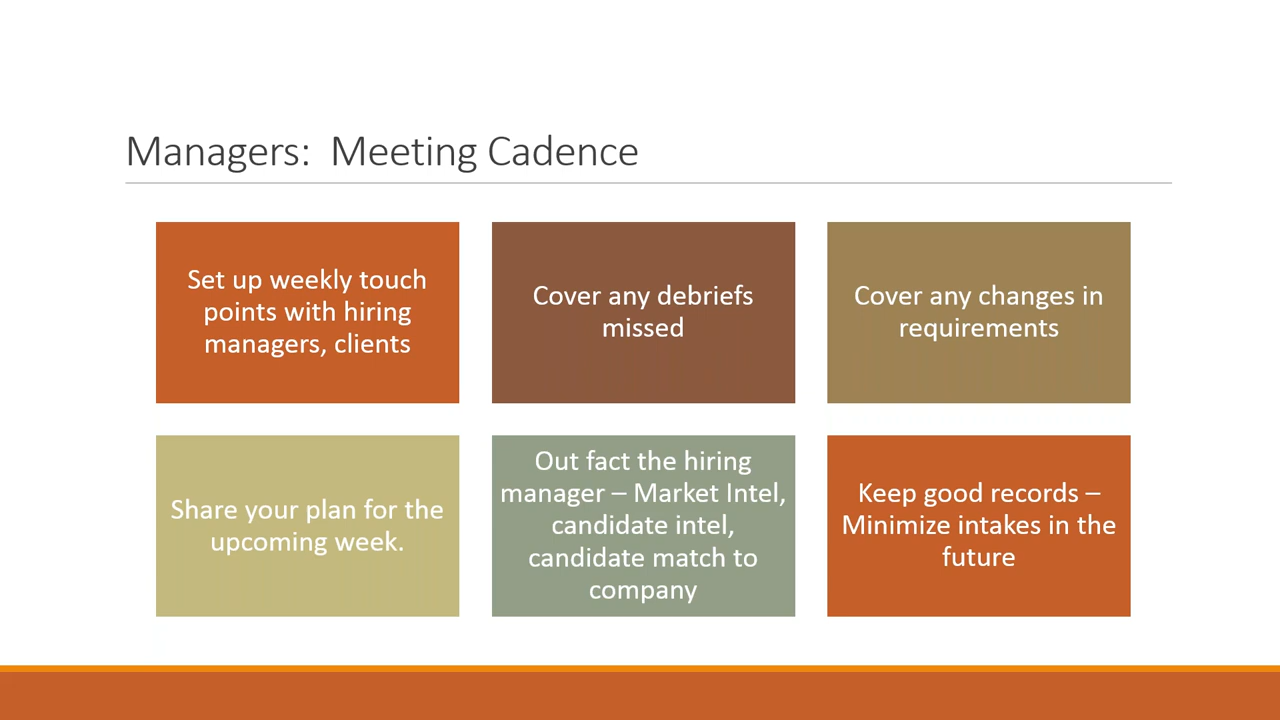 Managers:  Meeting Cadence
Set up weekly touch
points with hiring
managers, clients
Cover any debriefs
missed
Cover any changes in
requirements
Share your plan for the
upcoming week.
Out fact the hiring
manager – Market Intel,
candidate intel,
candidate match to
company
Keep good records –
Minimize intakes in the
future